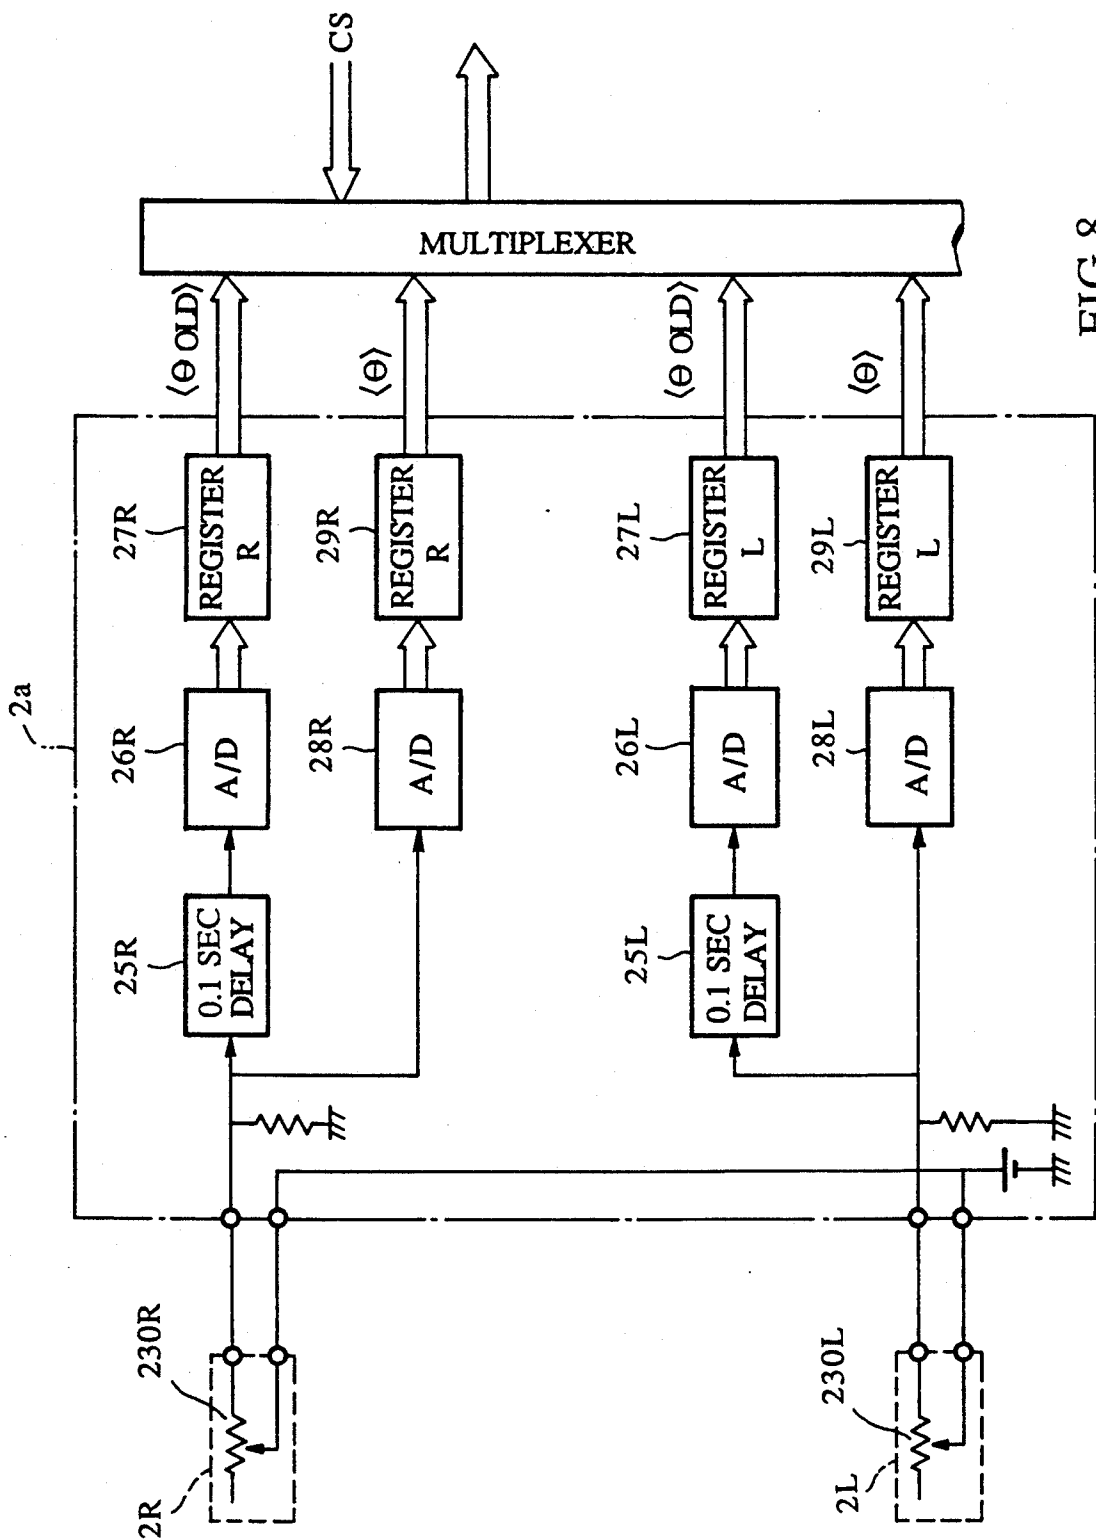 2R
230R
2a
25R
0.1 SEC
DELAY
26R
A/D
27R
REGISTER
R
⟨Θ OLD⟩
28R
A/D
29R
REGISTER
R
⟨Θ⟩
MULTIPLEXER
CS
25L
0.1 SEC
DELAY
26L
A/D
27L
REGISTER
L
⟨Θ OLD⟩
2L
230L
28L
A/D
29L
REGISTER
L
⟨Θ⟩
FIG.8